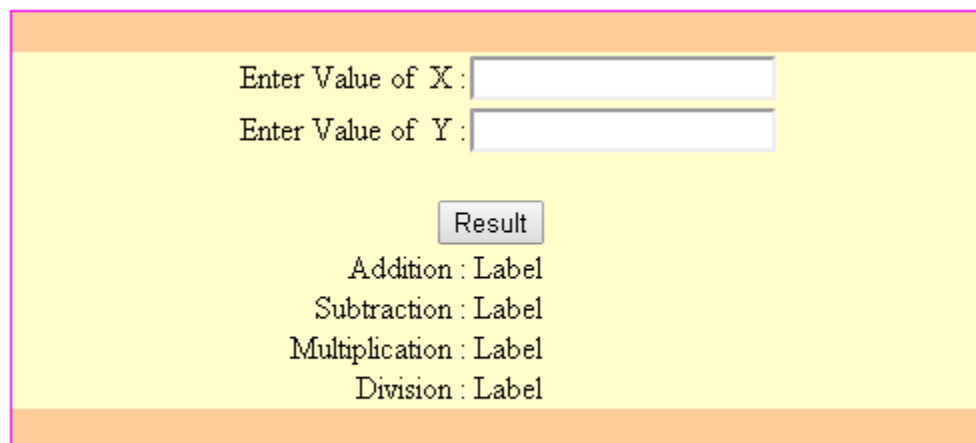 Enter Value of X :
Enter Value of Y :
Result
Addition : Label
Subtraction : Label
Multiplication : Label
Division : Label